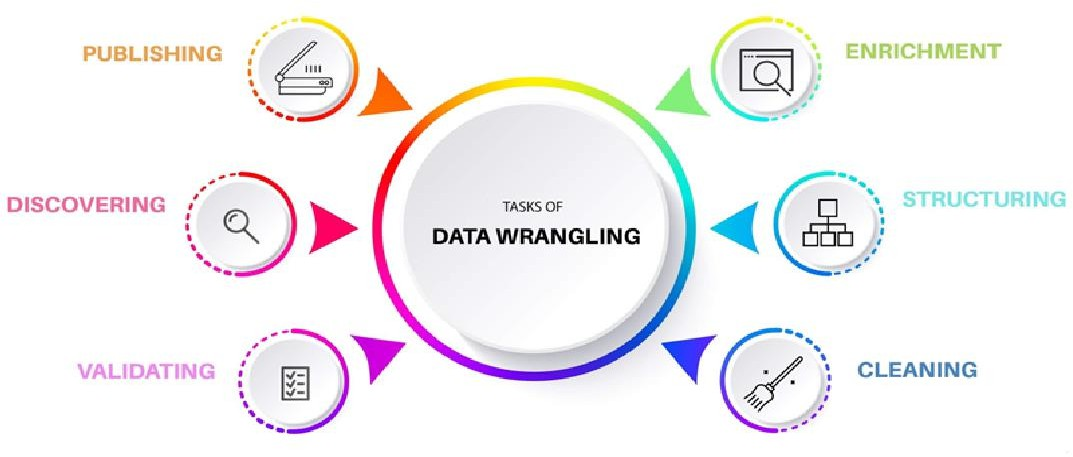 PUBLISHING
ENRICHMENT
DISCOVERING
STRUCTURING
TASKS OF
DATA WRANGLING
VALIDATING
CLEANING